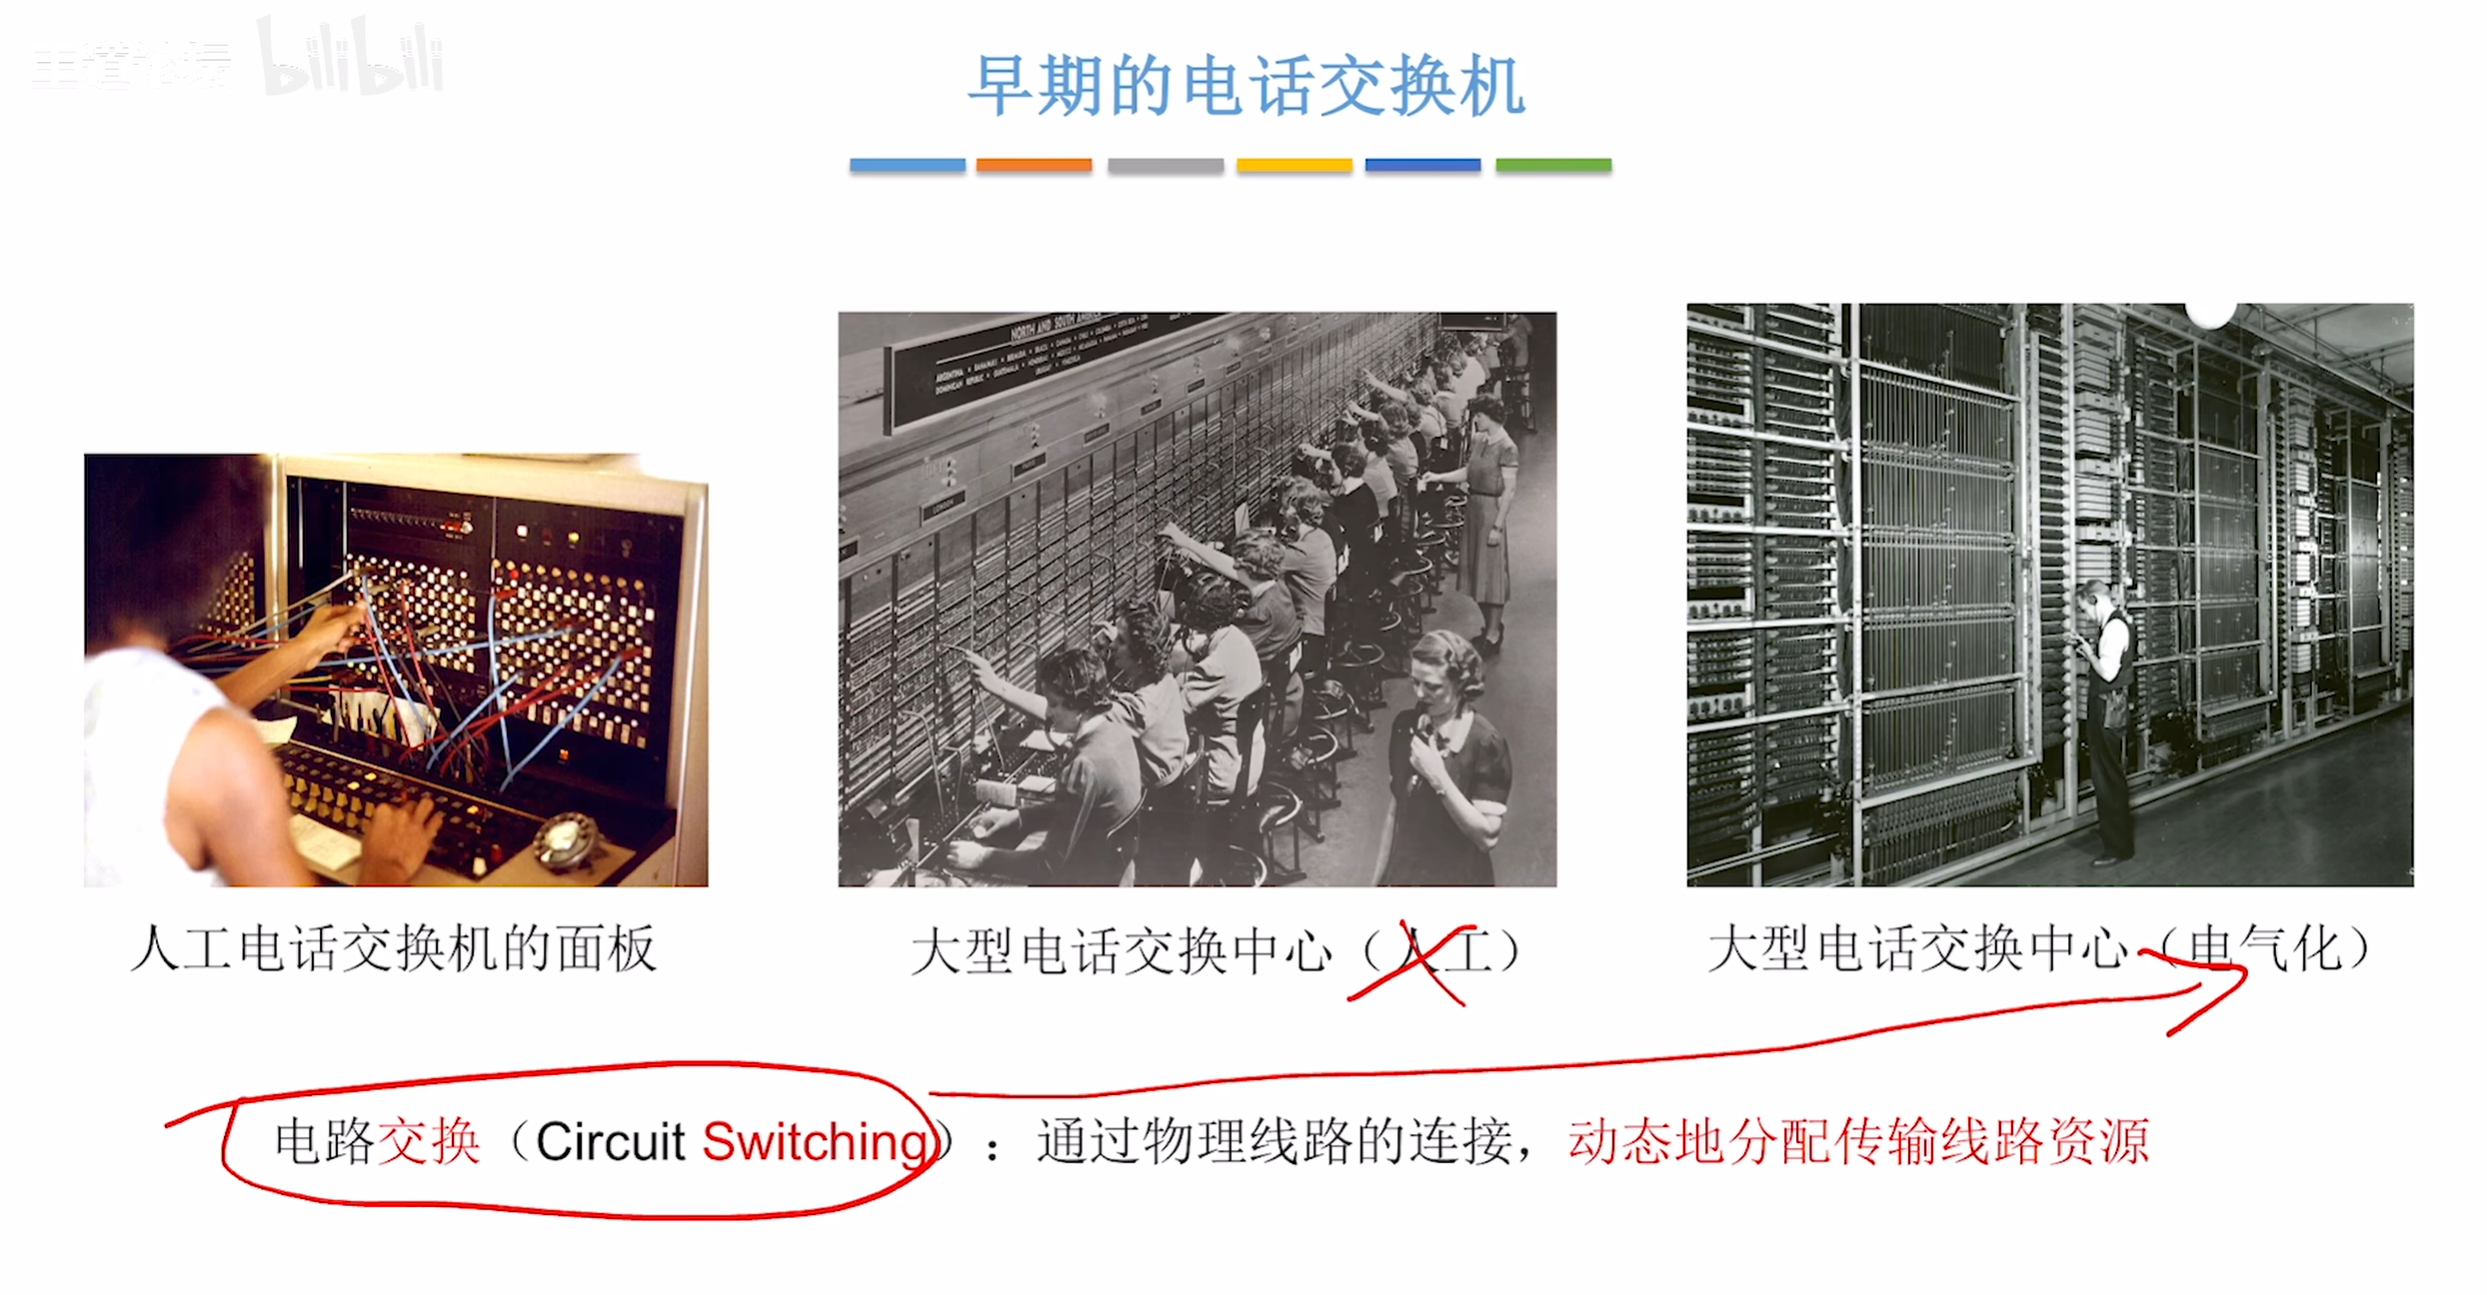 王道论坛 bilibili
早期的电话交换机
NORTH AND SOUTH AMERICA
LONDON
人工电话交换机的面板
大型电话交换中心（人工）
大型电话交换中心（电气化）
电路交换（Circuit Switching）：通过物理线路的连接，动态地分配传输线路资源